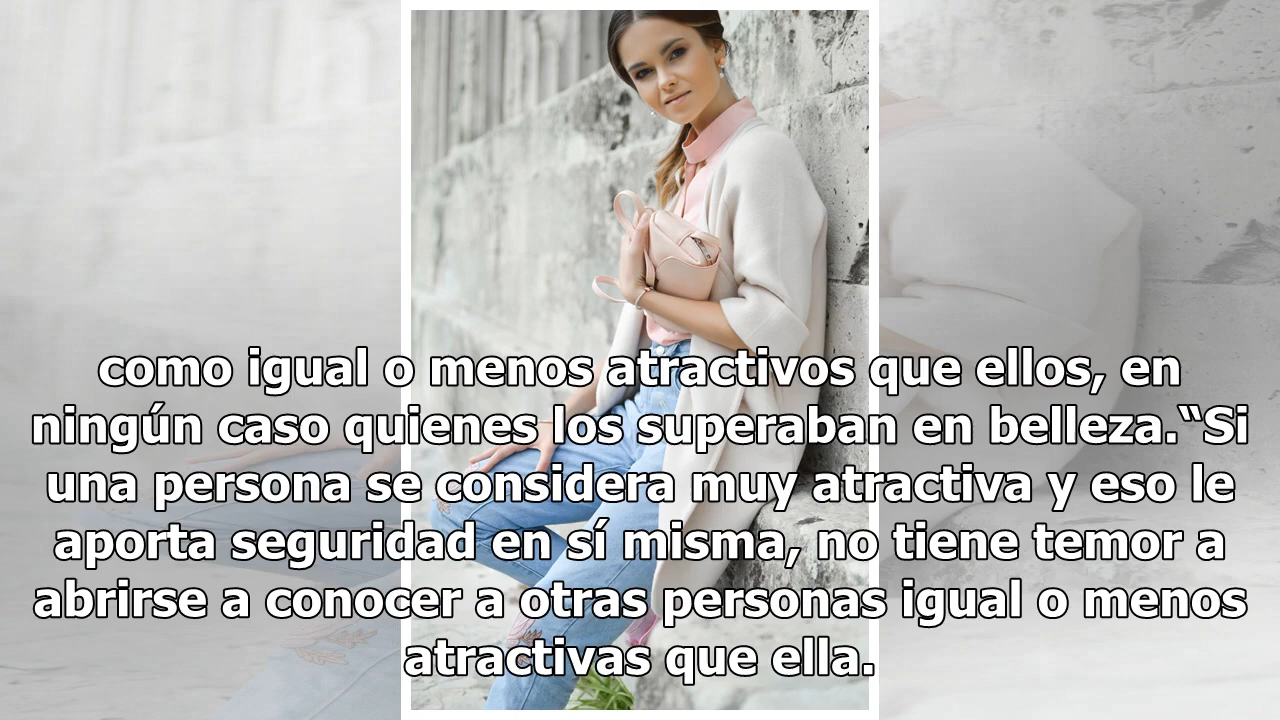 como igual o menos atractivos que ellos, en
ningún caso quienes los superaban en belleza.“Si
una persona se considera muy atractiva y eso le
aporta seguridad en sí misma, no tiene temor a
abrirse a conocer a otras personas igual o menos
atractivas que ella.